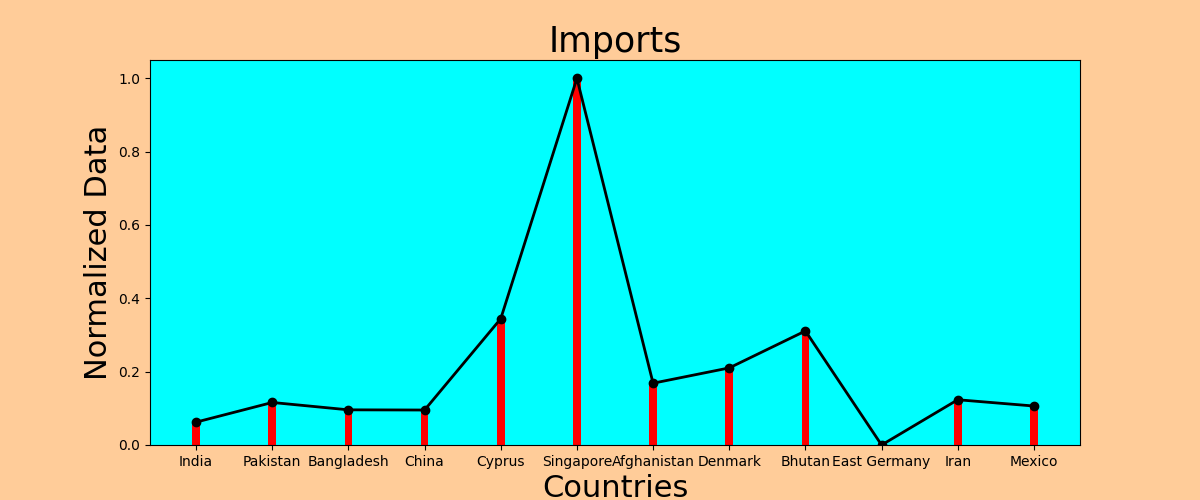 Imports
Normalized Data
1.0
0.8
0.6
0.4
0.2
0.0
India Pakistan Bangladesh China Cyprus Singapore Afghanistan Denmark Bhutan East Germany Iran Mexico
Countries